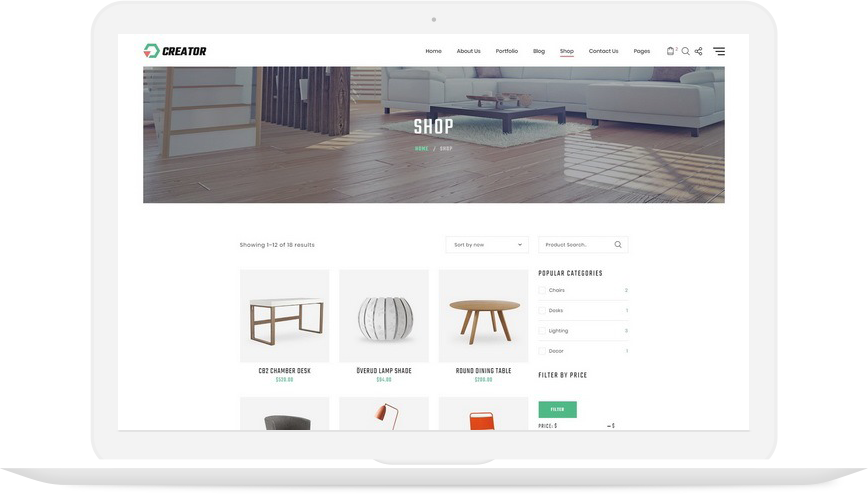 CREATOR
Home About Us Portfolio Blog Shop Contact Us Pages 2
SHOP
HOME / SHOP
Showing 1–12 of 18 results
Sort by new
Product Search..
POPULAR CATEGORIES
Chairs 2
Desks 1
Lighting 3
Decor 1
CB2 CHAMBER DESK
$329.00
ÖVERUD LAMP SHADE
$94.00
ROUND DINING TABLE
$200.00
FILTER BY PRICE
FILTER
PRICE: $ – $